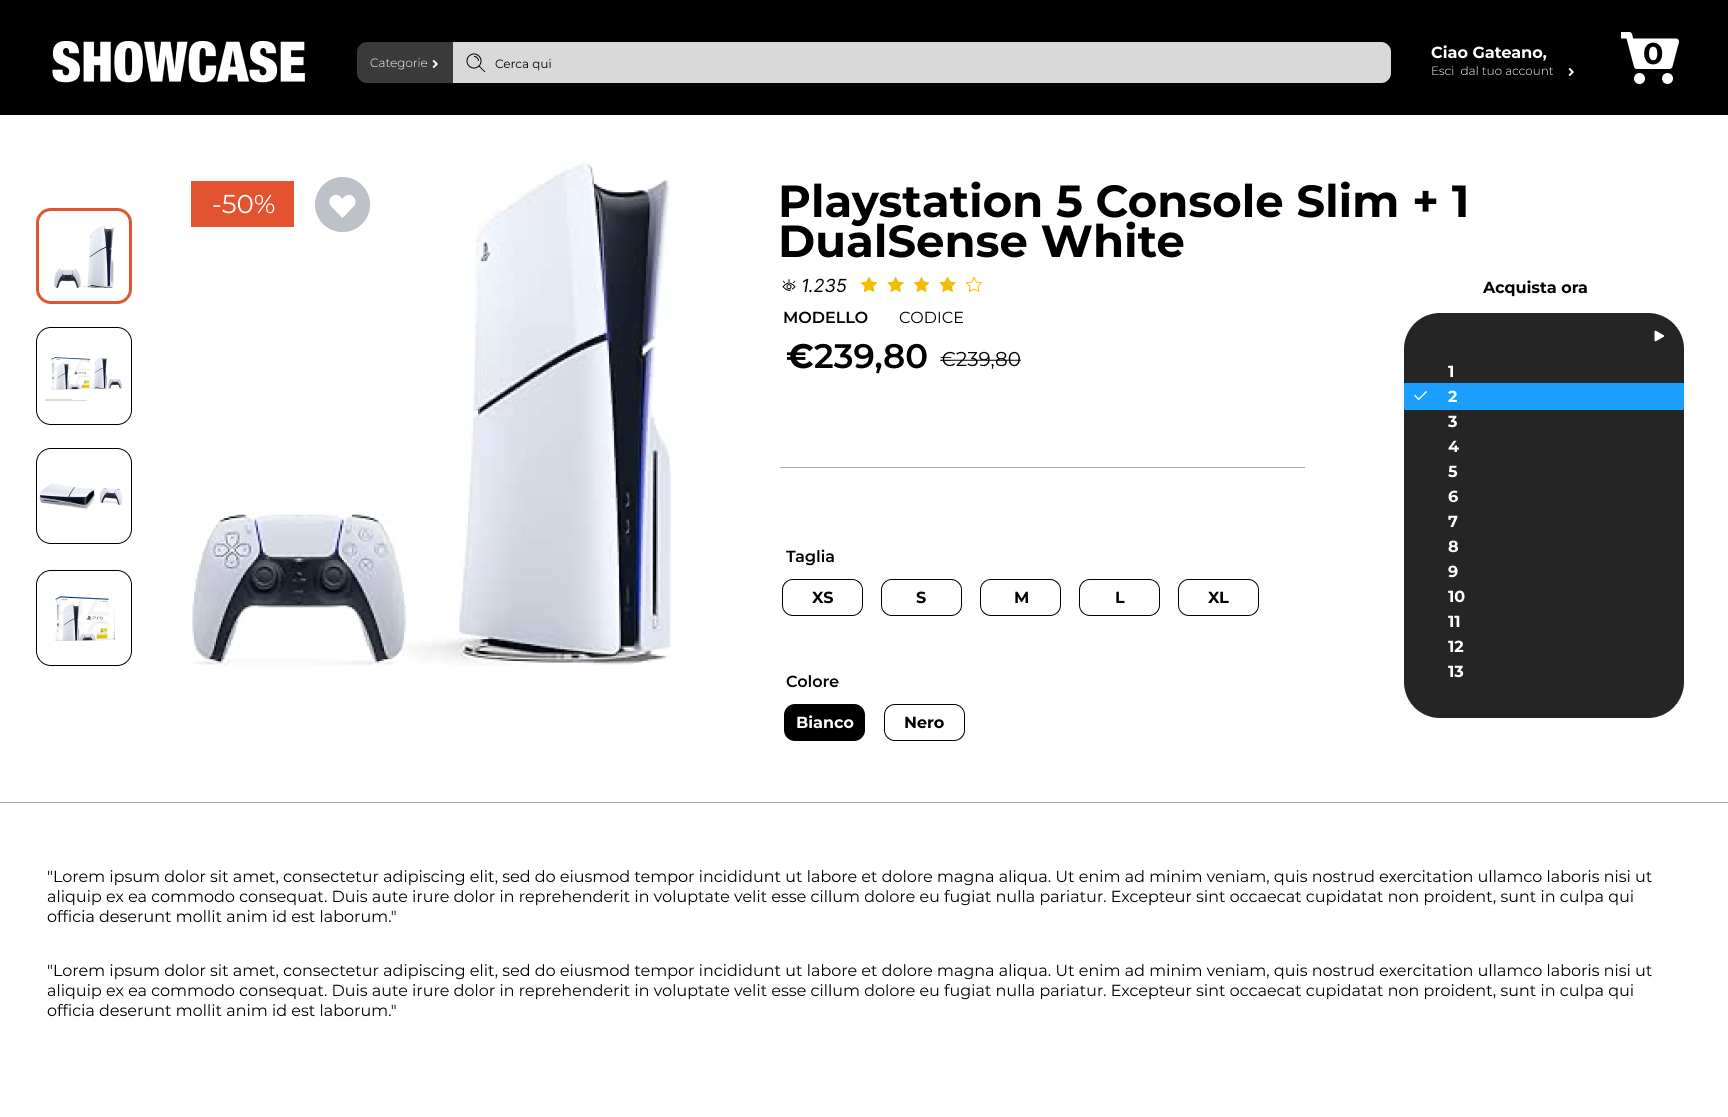 SHOWCASE
Categorie
Cerca qui
Ciao Gateano,
Esci dal tuo account
0
-50%
Playstation 5 Console Slim + 1
DualSense White
1.235
MODELLO CODICE
€239,80 €239,80
Acquista ora
1
2
3
4
5
6
7
8
9
10
11
12
13
Taglia
XS S M L XL
Colore
Bianco Nero
"Lorem ipsum dolor sit amet, consectetur adipiscing elit, sed do eiusmod tempor incididunt ut labore et dolore magna aliqua. Ut enim ad minim veniam, quis nostrud exercitation ullamco laboris nisi ut
aliquip ex ea commodo consequat. Duis aute irure dolor in reprehenderit in voluptate velit esse cillum dolore eu fugiat nulla pariatur. Excepteur sint occaecat cupidatat non proident, sunt in culpa qui
officia deserunt mollit anim id est laborum."
"Lorem ipsum dolor sit amet, consectetur adipiscing elit, sed do eiusmod tempor incididunt ut labore et dolore magna aliqua. Ut enim ad minim veniam, quis nostrud exercitation ullamco laboris nisi ut
aliquip ex ea commodo consequat. Duis aute irure dolor in reprehenderit in voluptate velit esse cillum dolore eu fugiat nulla pariatur. Excepteur sint occaecat cupidatat non proident, sunt in culpa qui
officia deserunt mollit anim id est laborum."